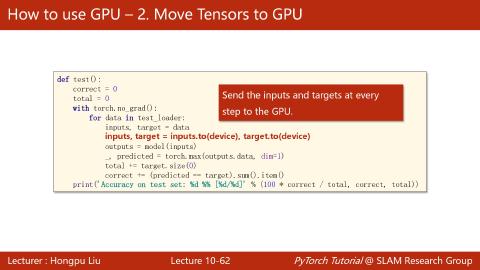 How to use GPU – 2. Move Tensors to GPU
def test():
correct = 0
total = 0
with torch.no_grad():
for data in test_loader:
inputs, target = data
inputs, target = inputs.to(device), target.to(device)
outputs = model(inputs)
_, predicted = torch.max(outputs.data, dim=1)
total += target.size(0)
correct += (predicted == target).sum().item()
print('Accuracy on test set: %d %% [%d/%d]' % (100 * correct / total, correct, total))
Send the inputs and targets at every
step to the GPU.
Lecturer : Hongpu Liu
Lecture 10-62
PyTorch Tutorial @ SLAM Research Group